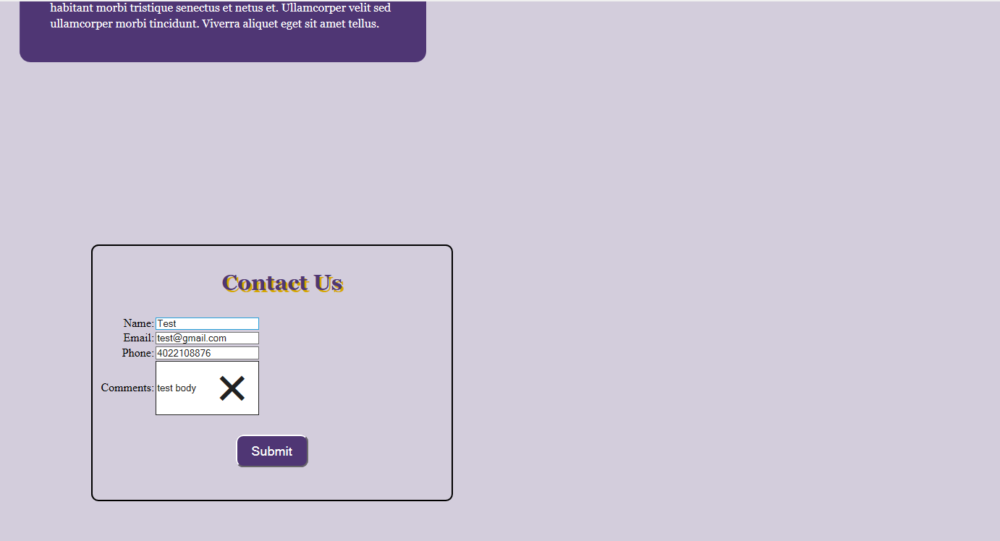 habitant morbi tristique senectus et netus et. Ullamcorper velit sed
ullamcorper morbi tincidunt. Viverra aliquet eget sit amet tellus.
Contact Us
Name: Test
Email: test@gmail.com
Phone: 4022108876
Comments: test body
Submit